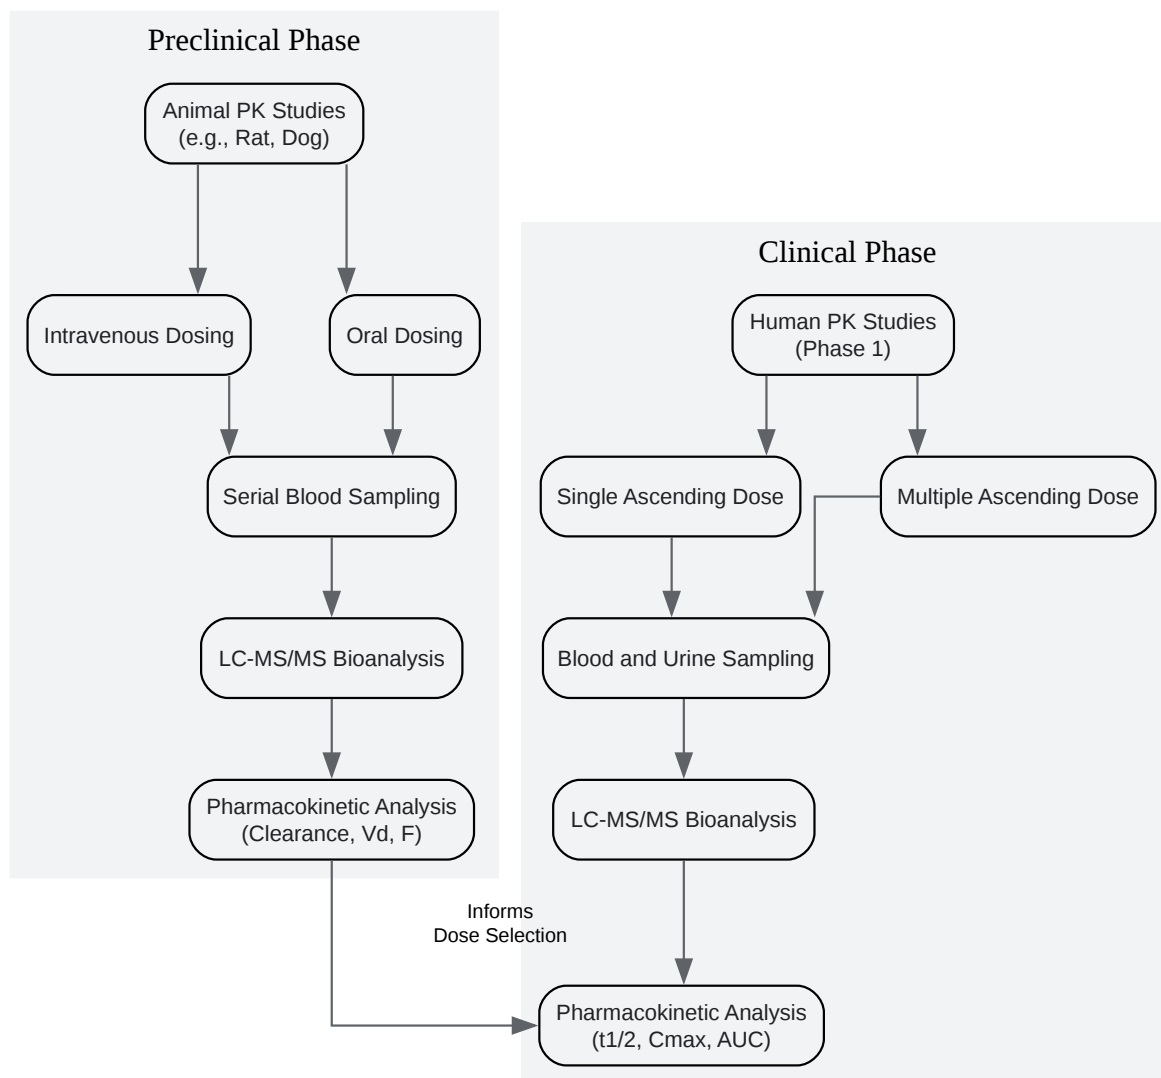 Preclinical Phase
Animal PK Studies
(e.g., Rat, Dog)
Intravenous Dosing
Oral Dosing
Serial Blood Sampling
LC-MS/MS Bioanalysis
Pharmacokinetic Analysis
(Clearance, Vd, F)
Informs
Dose Selection
Clinical Phase
Human PK Studies
(Phase 1)
Single Ascending Dose
Multiple Ascending Dose
Blood and Urine Sampling
LC-MS/MS Bioanalysis
Pharmacokinetic Analysis
(t1/2, Cmax, AUC)